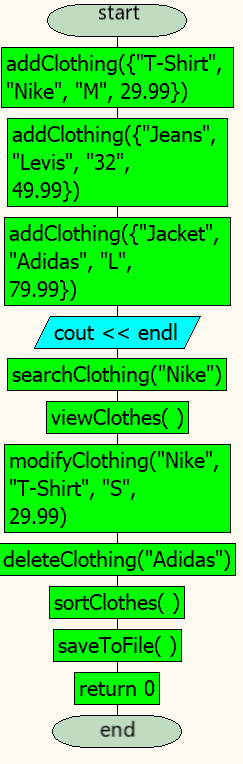 start
addClothing({"T-Shirt",
"Nike", "M", 29.99})
addClothing({"Jeans",
"Levis", "32",
49.99})
addClothing({"Jacket",
"Adidas", "L",
79.99})
cout << endl
searchClothing("Nike")
viewClothes( )
modifyClothing("Nike",
"T-Shirt", "S",
29.99)
deleteClothing("Adidas")
sortClothes( )
saveToFile( )
return 0
end